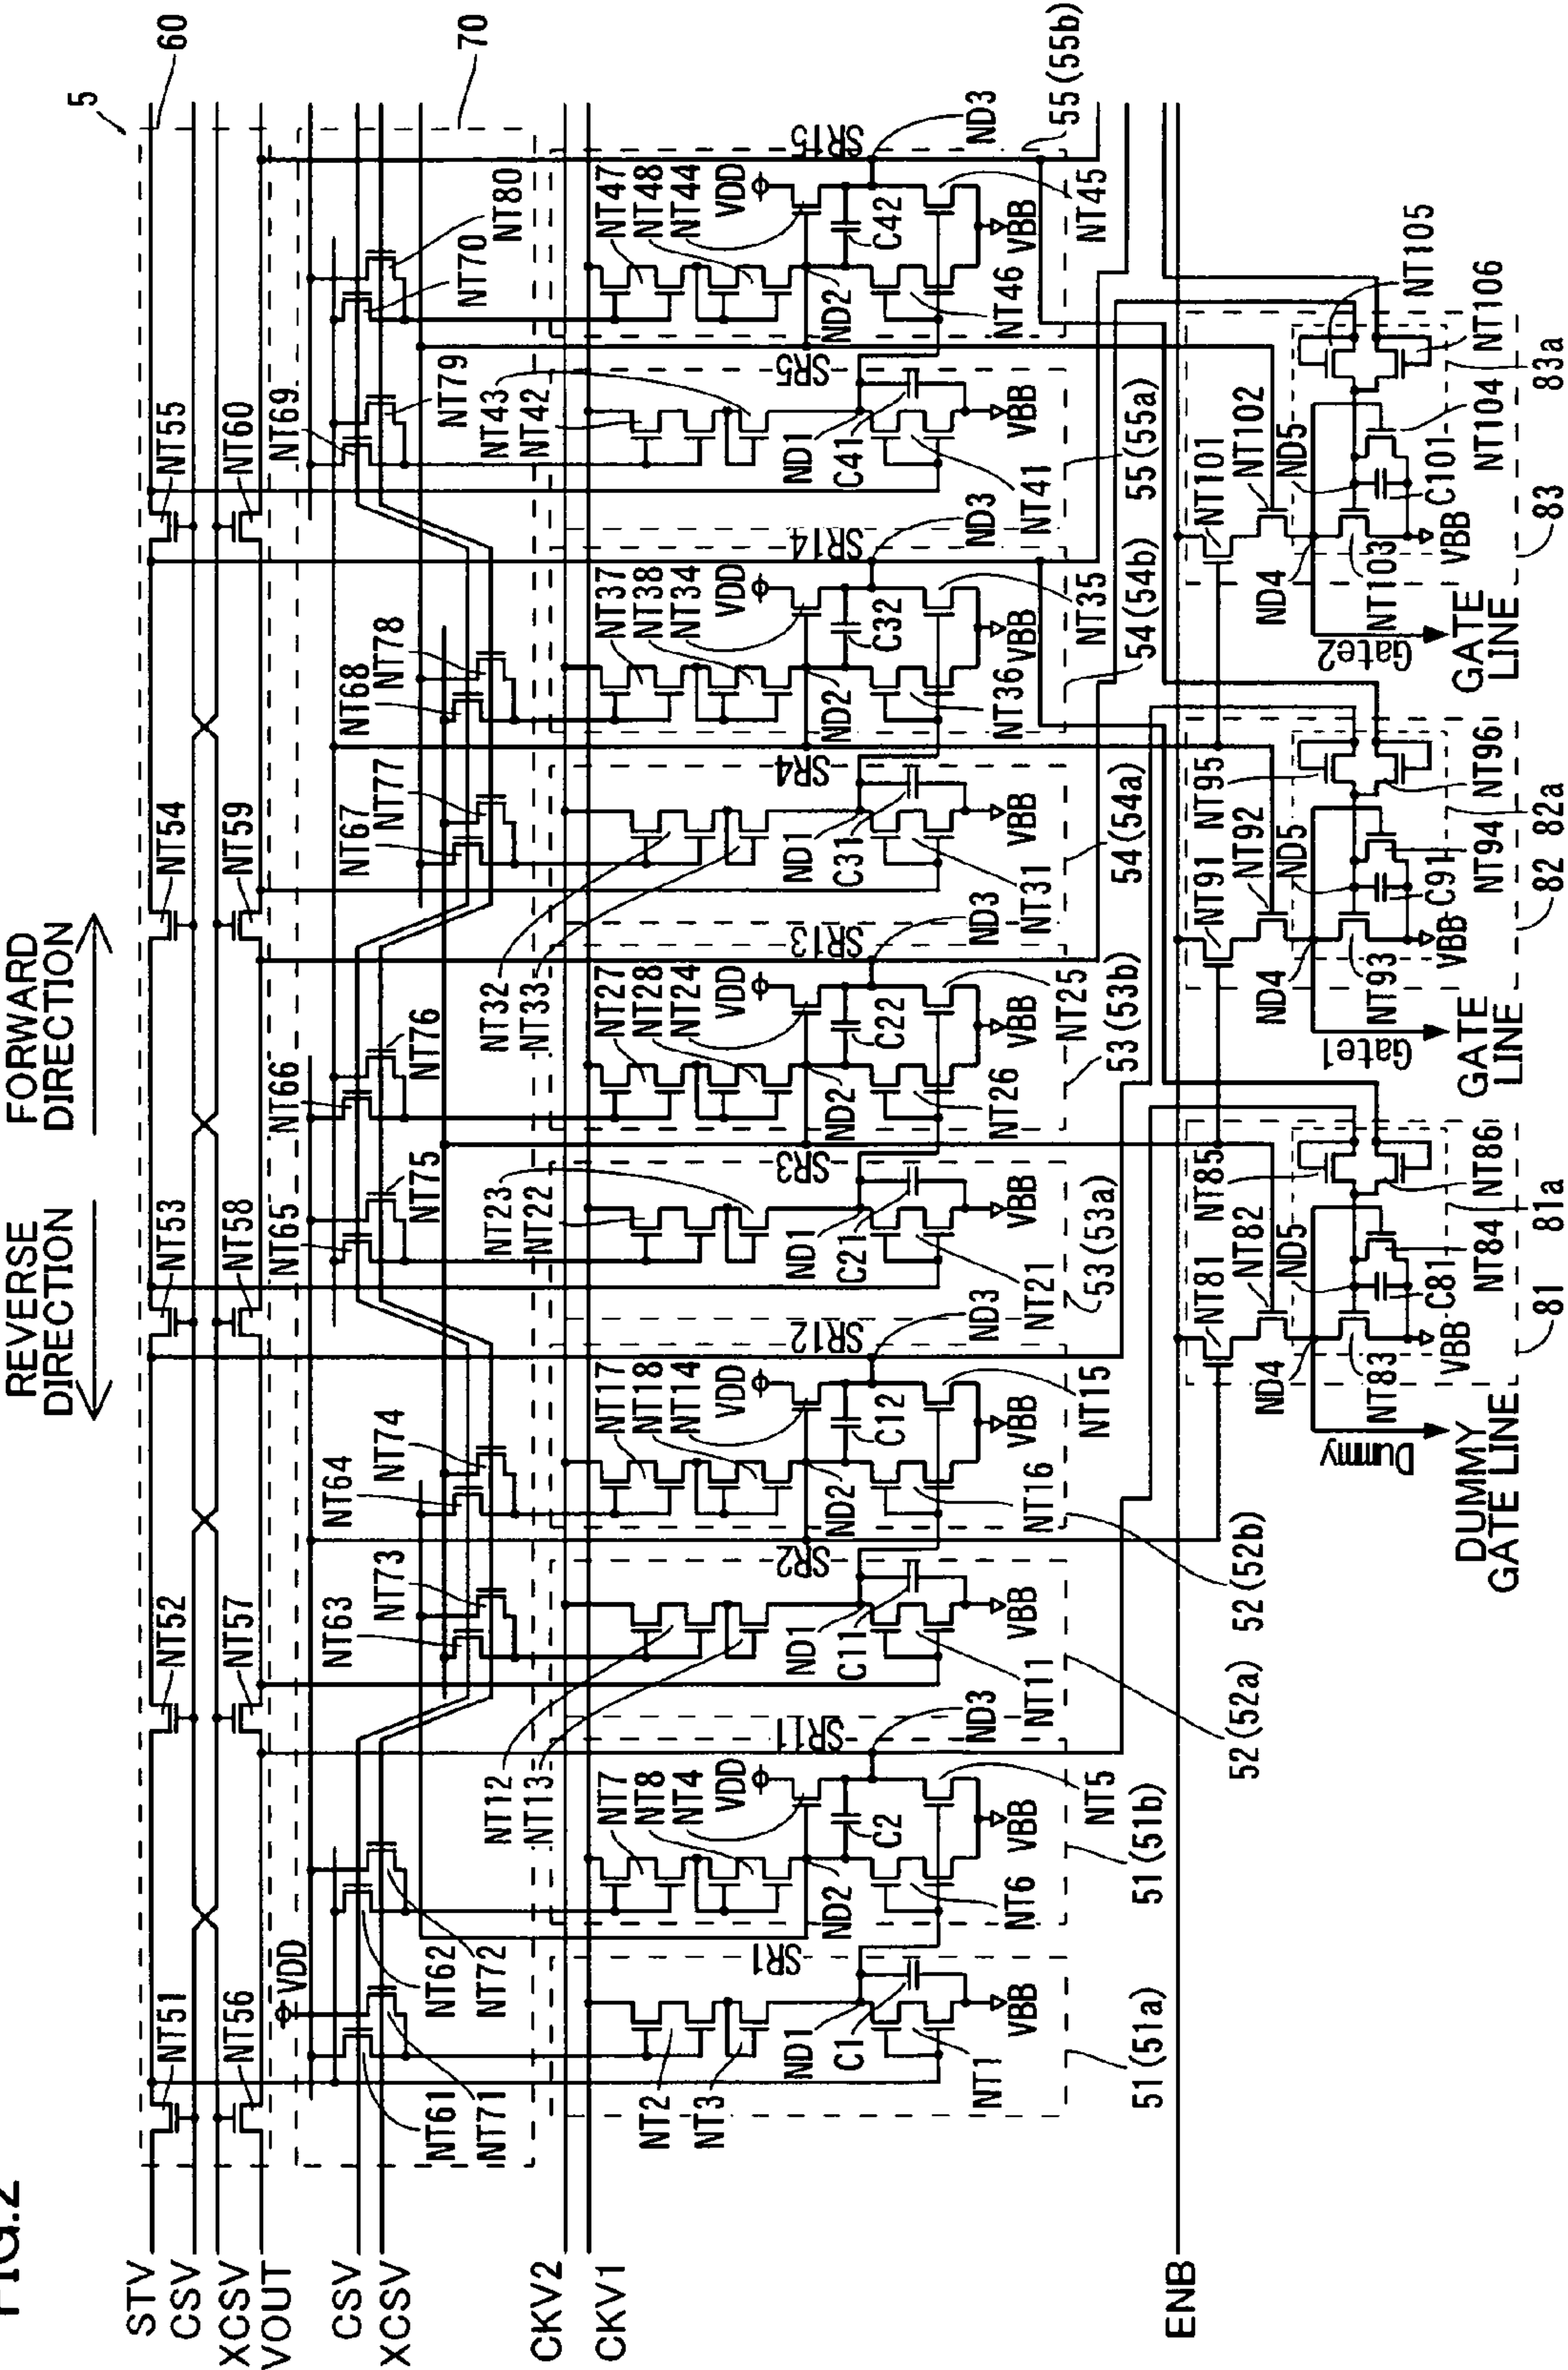 FIG.2
REVERSE
DIRECTION
FORWARD
DIRECTION
5
60
70
STV
CSV
XCSV
VOUT
CSV
XCSV
CKV2
CKV1
ENB
NT51
NT52
NT53
NT54
NT55
NT56
NT57
NT58
NT59
NT60
VDD
NT61
NT71
NT62
NT72
NT63
NT73
NT64
NT74
NT65
NT75
NT66
NT76
NT67
NT77
NT68
NT78
NT69
NT79
NT70
NT80
NT2
NT3
ND1
C1
NT1
VBB
SR1
51(51a)
NT7
NT8
NT4
VDD
ND2
C2
NT6
VBB
NT5
ND3
SR11
51(51b)
NT12
NT13
ND1
C11
NT11
VBB
SR2
52(52a)
NT17
NT18
NT14
VDD
ND2
C12
NT16
VBB
NT15
ND3
SR12
52(52b)
NT23
NT22
ND1
C21
NT21
VBB
SR3
53(53a)
NT27
NT28
NT24
VDD
ND2
C22
NT26
VBB
NT25
ND3
SR13
53(53b)
NT32
NT33
ND1
C31
NT31
VBB
SR4
54(54a)
NT37
NT38
NT34
VDD
ND2
C32
NT36
VBB
NT35
ND3
SR14
54(54b)
NT43
NT42
ND1
C41
NT41
VBB
SR5
55(55a)
NT47
NT48
NT44
VDD
ND2
C42
NT46
VBB
NT45
ND3
SR15
55(55b)
NT81
NT82
ND4
ND5
NT83
C81
VBB
NT84
NT85
NT86
81a
81
Dummy
DUMMY
GATE LINE
NT91
NT92
ND4
ND5
NT93
C91
VBB
NT94
NT95
NT96
82a
82
Gate1
GATE
LINE
NT101
NT102
ND4
ND5
NT103
C101
VBB
NT104
NT105
NT106
83a
83
Gate2
GATE
LINE